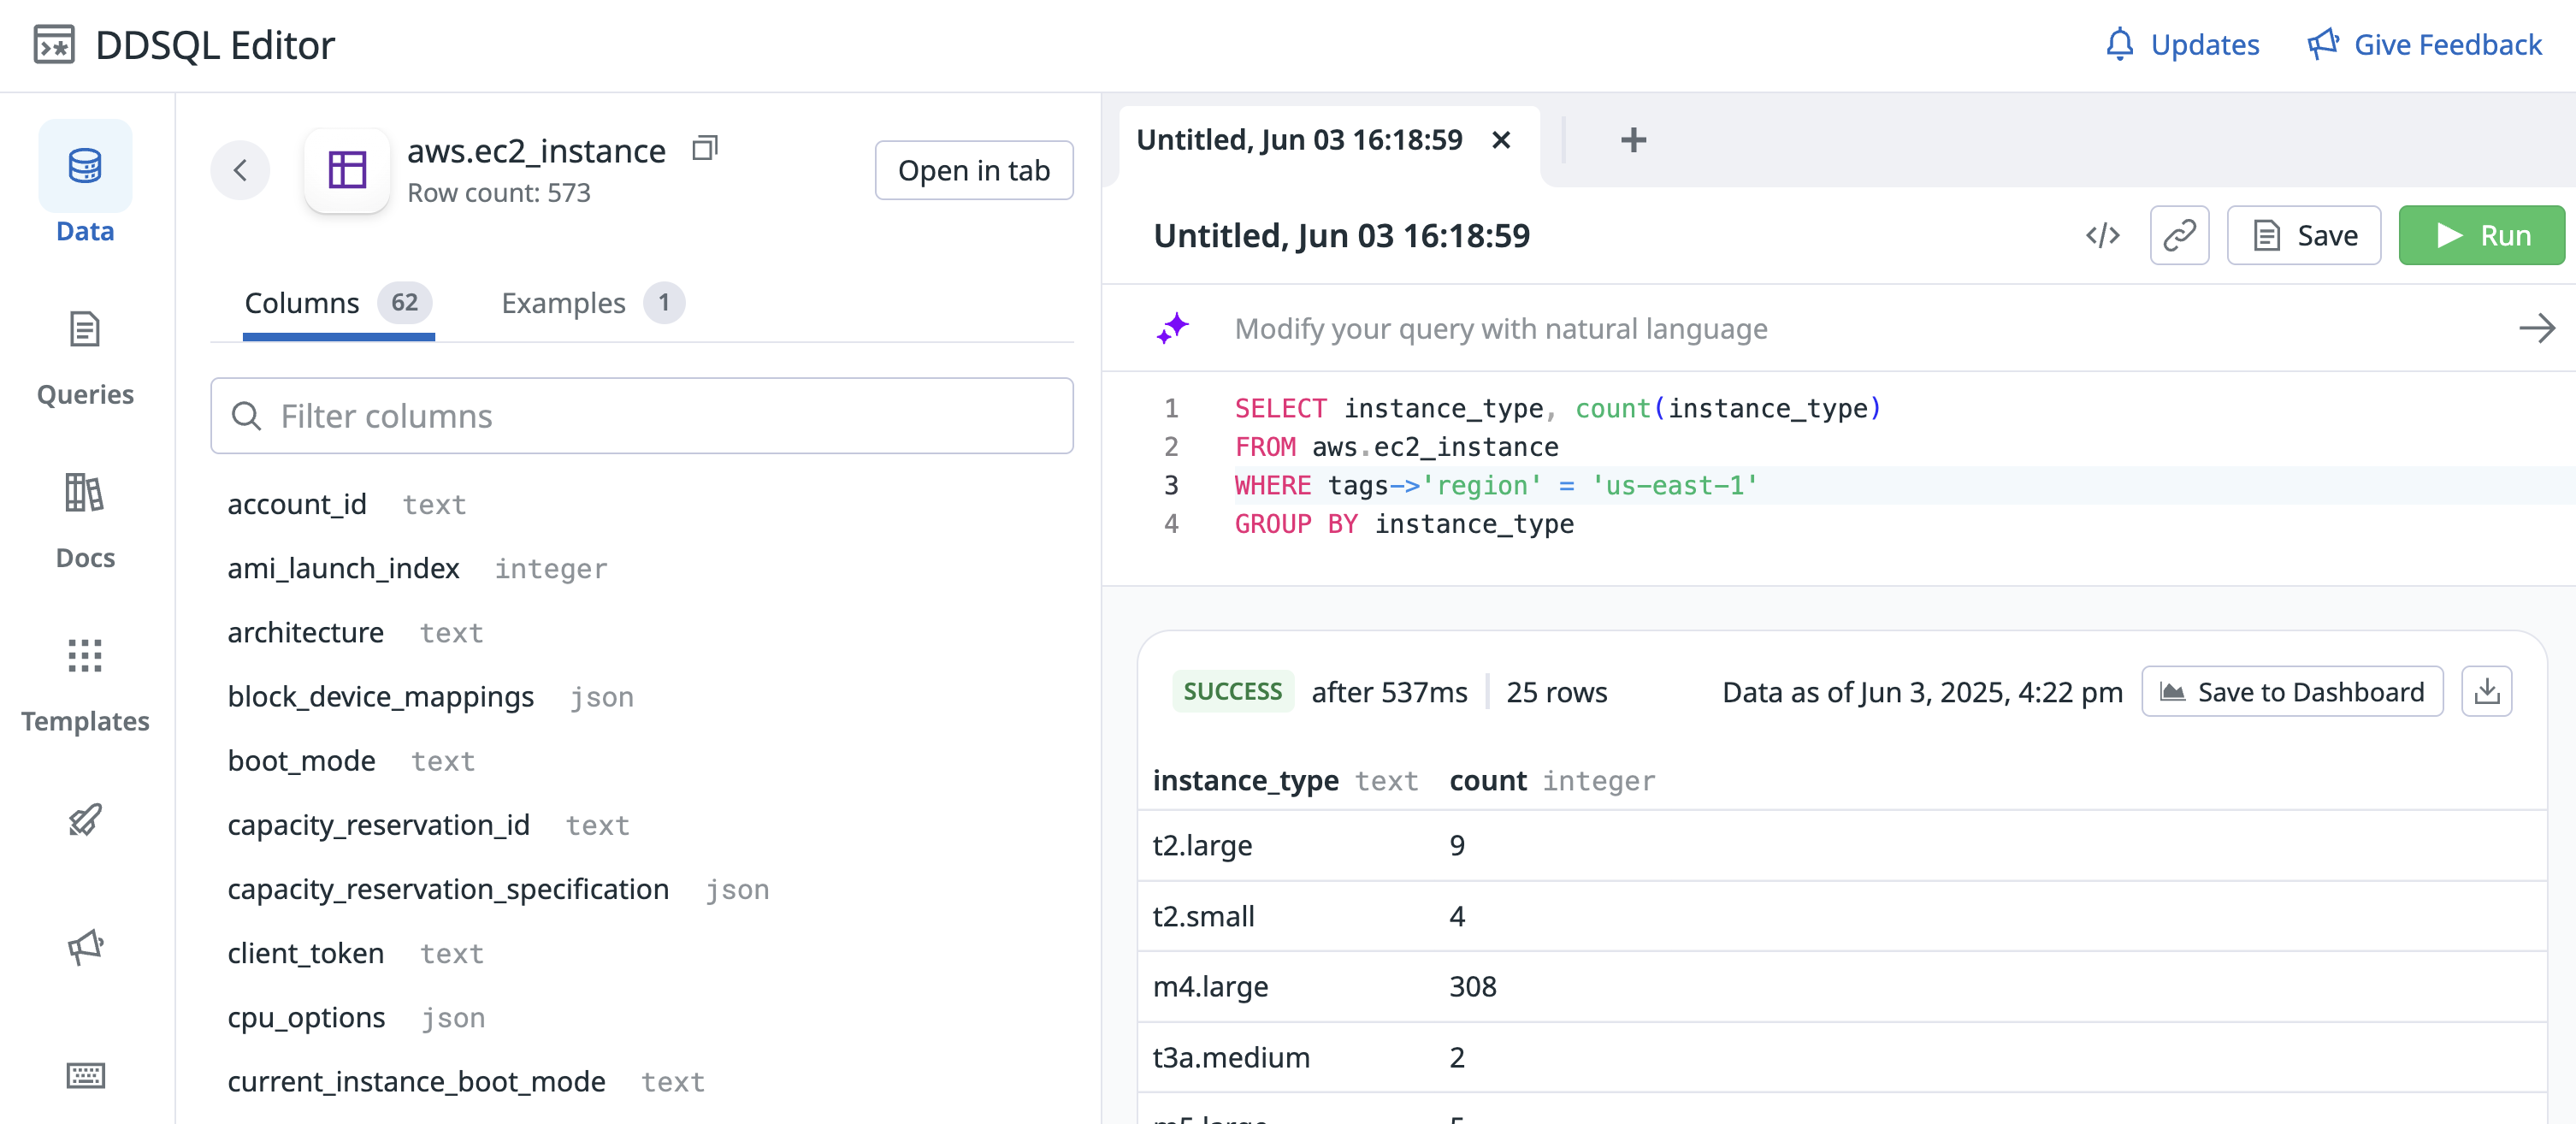 DDSQL Editor
Updates
Give Feedback
Data
Queries
Docs
Templates
aws.ec2_instance
Row count: 573
Open in tab
Columns 62
Examples 1
Filter columns
account_id text
ami_launch_index integer
architecture text
block_device_mappings json
boot_mode text
capacity_reservation_id text
capacity_reservation_specification json
client_token text
cpu_options json
current_instance_boot_mode text
Untitled, Jun 03 16:18:59
Untitled, Jun 03 16:18:59
Save
Run
Modify your query with natural language
1 SELECT instance_type, count(instance_type)
2 FROM aws.ec2_instance
3 WHERE tags->'region' = 'us-east-1'
4 GROUP BY instance_type
SUCCESS after 537ms 25 rows
Data as of Jun 3, 2025, 4:22 pm
Save to Dashboard
instance_type text count integer
t2.large 9
t2.small 4
m4.large 308
t3a.medium 2